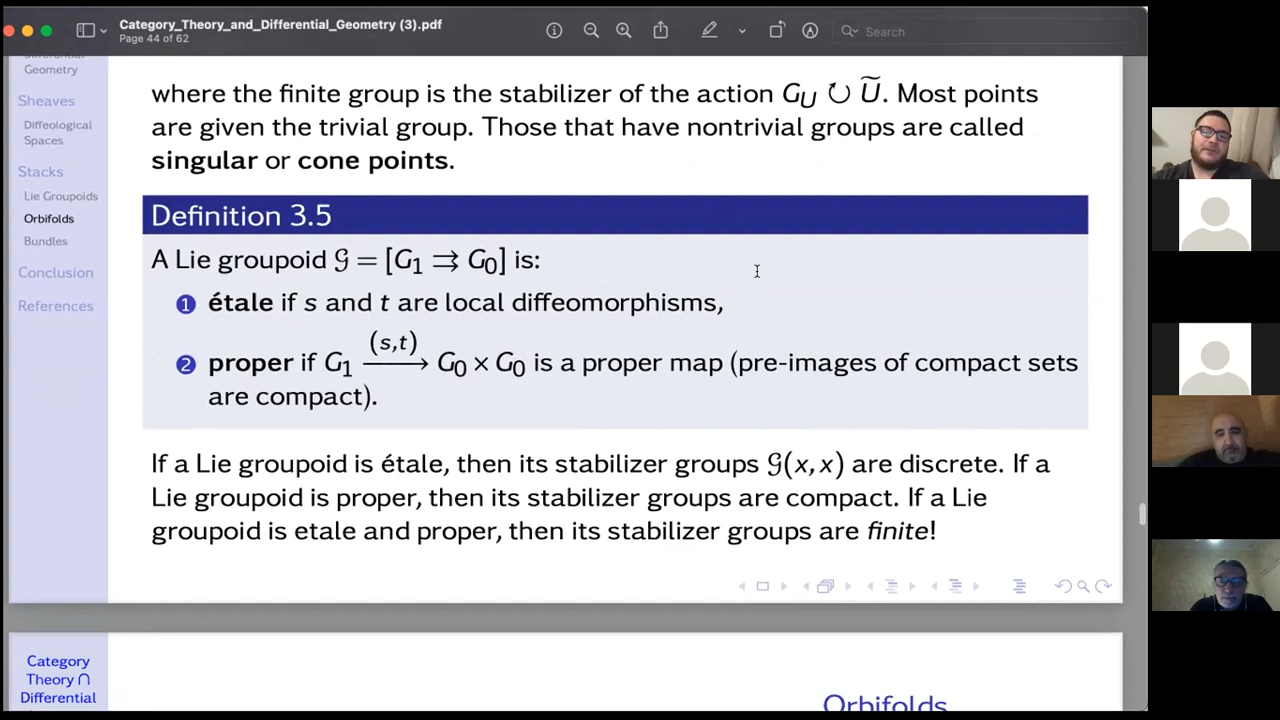 Category_Theory_and_Differential_Geometry (3).pdf
Page 44 of 62
Search
Geometry
Sheaves
Diffeological
Spaces
Stacks
Lie Groupoids
Orbifolds
Bundles
Conclusion
References
where the finite group is the stabilizer of the action G_U ↻ Ũ. Most points
are given the trivial group. Those that have nontrivial groups are called
singular or cone points.
Definition 3.5
A Lie groupoid 𝒢 = [G₁ ⇉ G₀] is:
1 étale if s and t are local diffeomorphisms,
2 proper if G₁ —(s,t)→ G₀ × G₀ is a proper map (pre-images of compact sets
are compact).
If a Lie groupoid is étale, then its stabilizer groups 𝒢(x, x) are discrete. If a
Lie groupoid is proper, then its stabilizer groups are compact. If a Lie
groupoid is etale and proper, then its stabilizer groups are finite!
Category
Theory ∩
Differential
Orbifolds